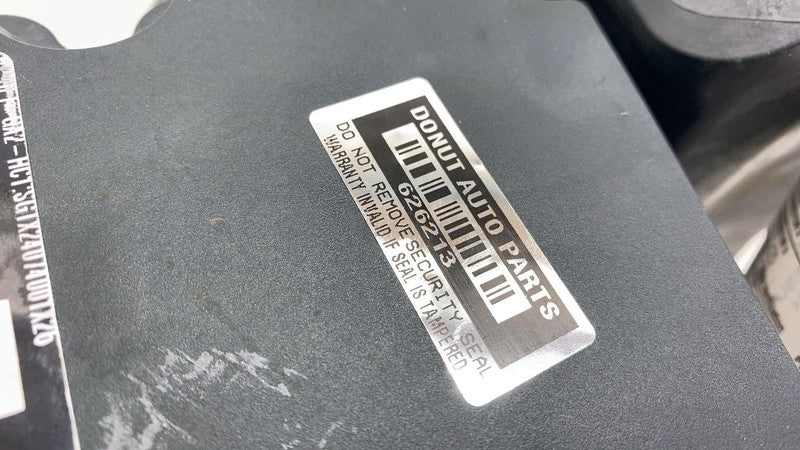 DONUT AUTO PARTS
626213
DO NOT REMOVE SECURITY SEAL
WARRANTY INVALID IF SEAL IS TAMPERED